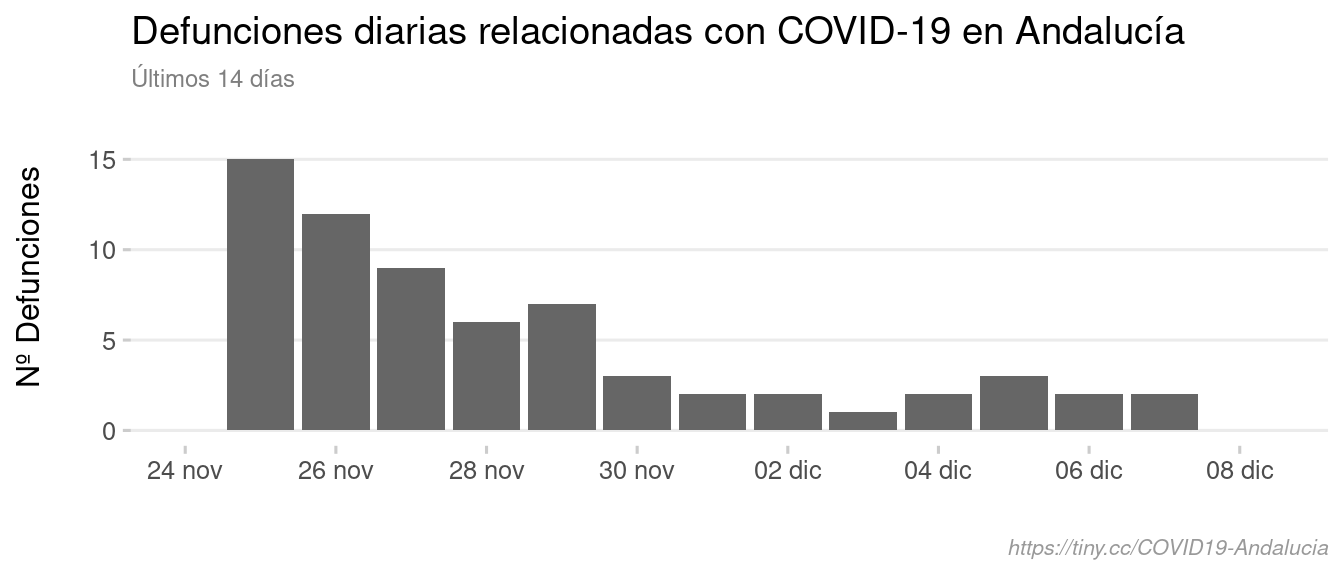 Defunciones diarias relacionadas con COVID-19 en Andalucía
Últimos 14 días
Nº Defunciones
15
10
5
0
24 nov 26 nov 28 nov 30 nov 02 dic 04 dic 06 dic 08 dic
https://tiny.cc/COVID19-Andalucia